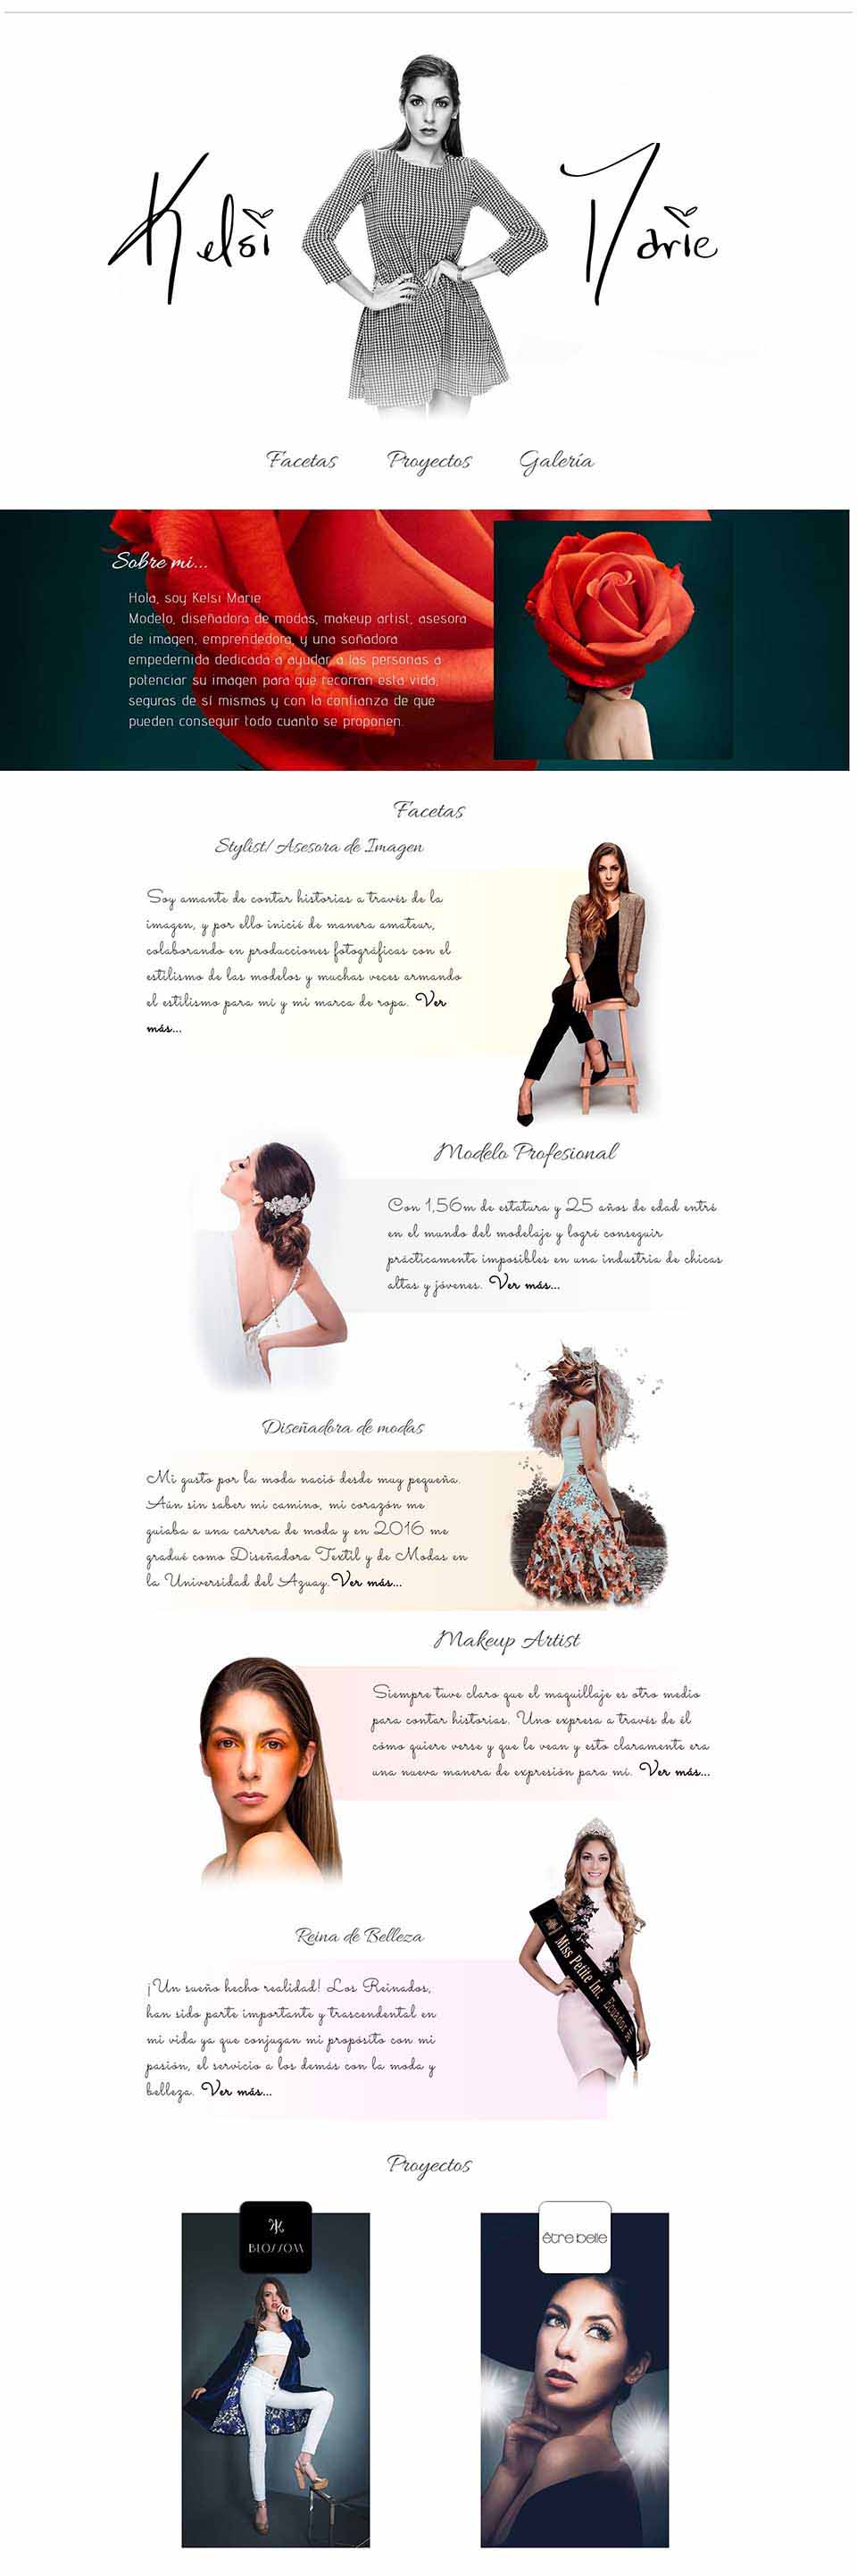 Kelsi Marie
Facetas Proyectos Galería
Sobre mi...
Hola, soy Kelsi Marie
Modelo, diseñadora de modas, makeup artist, asesora
de imagen, emprendedora, y una soñadora
empedernida dedicada a ayudar a las personas a
potenciar su imagen para que recorran esta vida,
seguras de sí mismas y con la confianza de que
pueden conseguir todo cuanto se proponen.
Facetas
Stylist/ Asesora de Imagen
Soy amante de contar historias a través de la
imagen, y por ello inicié de manera amateur,
colaborando en producciones fotográficas con el
estilismo de las modelos y muchas veces armando
el estilismo para mí y mi marca de ropa. Ver
más...
Modelo Profesional
Con 1,56m de estatura y 25 años de edad entré
en el mundo del modelaje y logré conseguir
prácticamente imposibles en una industria de chicas
altas y jóvenes. Ver más...
Diseñadora de modas
Mi gusto por la moda nació desde muy pequeña.
Aún sin saber mi camino, mi corazón me
guiaba a una carrera de moda y en 2016 me
gradué como Diseñadora Textil y de Modas en
la Universidad del Azuay. Ver más...
Makeup Artist
Siempre tuve claro que el maquillaje es otro medio
para contar historias. Uno expresa a través de él
cómo quiere verse y que le vean y esto claramente era
una nueva manera de expresión para mí. Ver más...
Miss Petite Int. Ecuador
Reina de Belleza
¡Un sueño hecho realidad! Los Reinados,
han sido parte importante y trascendental en
mi vida ya que conjugan mi propósito con mi
pasión, el servicio a los demás con la moda y
belleza. Ver más...
Proyectos
BLOSSOM
être belle